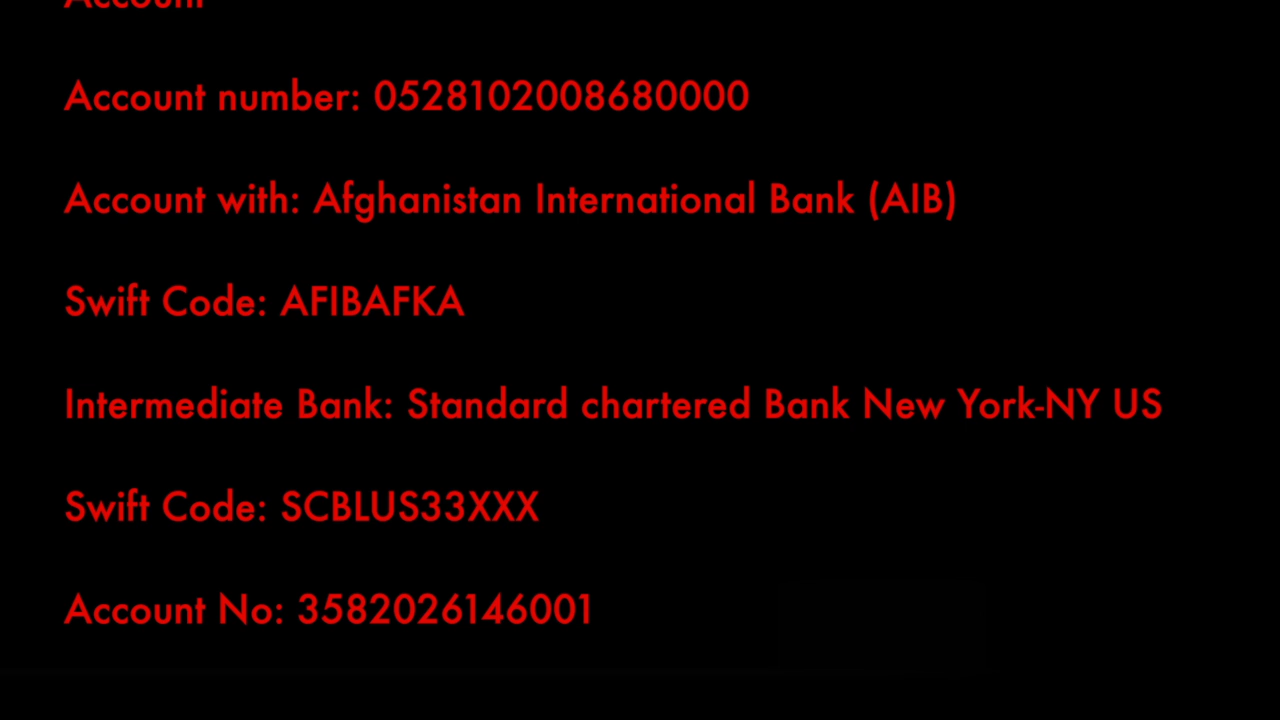 Account
Account number: 0528102008680000
Account with: Afghanistan International Bank (AIB)
Swift Code: AFIBAFKA
Intermediate Bank: Standard chartered Bank New York-NY US
Swift Code: SCBLUS33XXX
Account No: 3582026146001